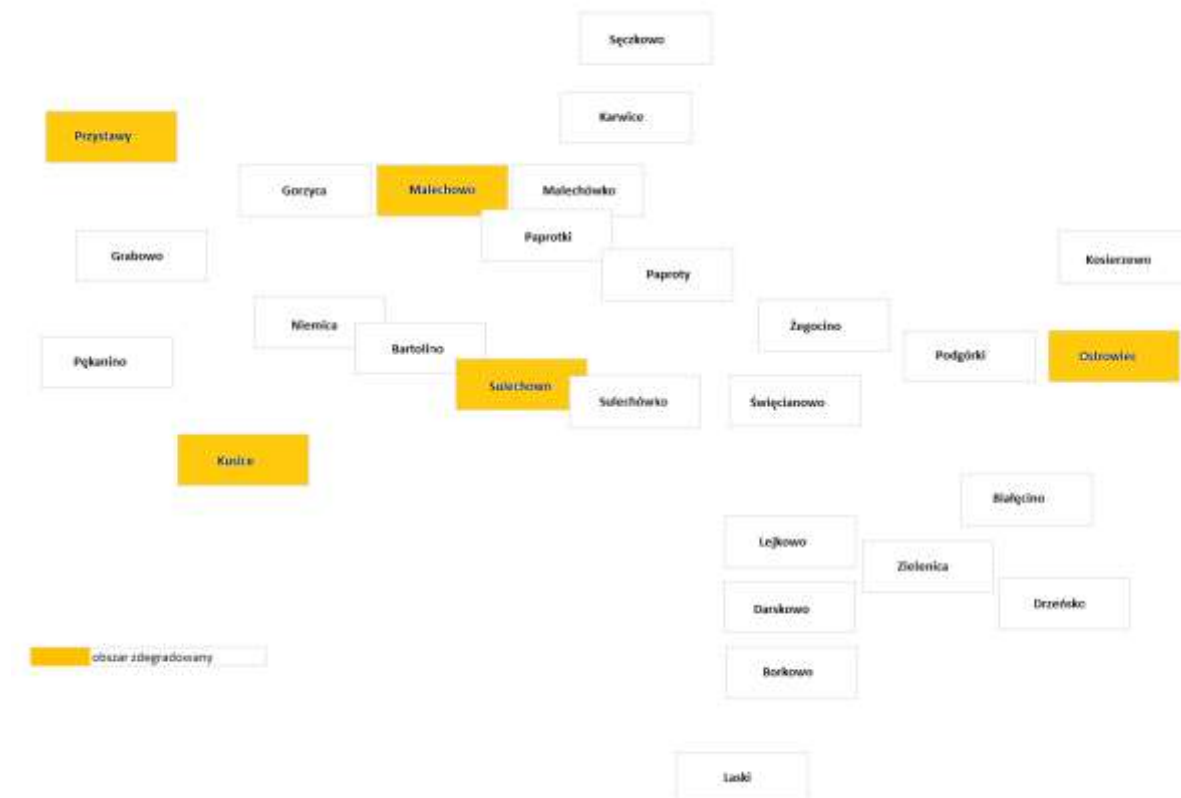 Sęczkowo
Karwice
Przystawy
Gorzyca
Malechowo
Malechówko
Paprotki
Grabowo
Paproty
Kosierzewo
Niemica
Żegocino
Bartolino
Podgórki
Ostrowiec
Pękanino
Sulechowo
Sulechówko
Święcianowo
Kusice
Białęcino
Lejkowo
Zielenica
Darskowo
Drzeńsko
obszar zdegradowany
Borkowo
Laski